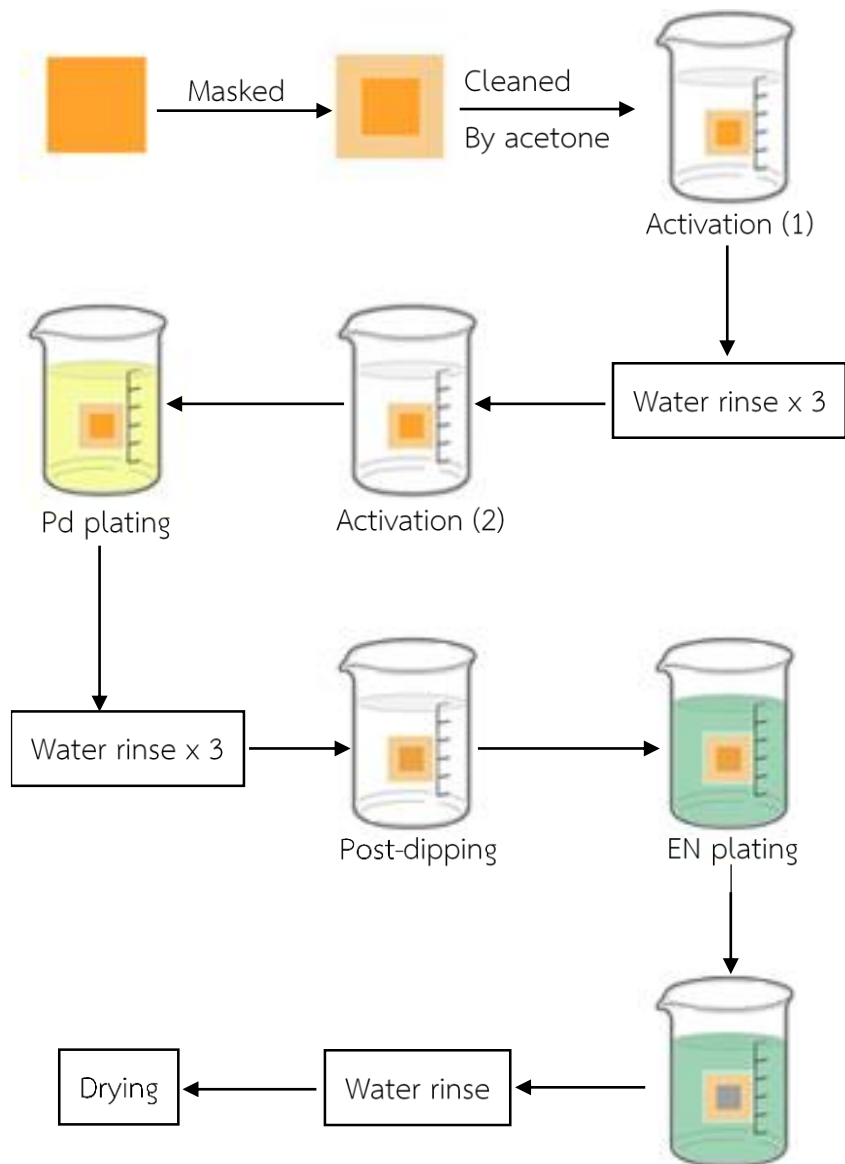 Masked
Cleaned
By acetone
Activation (1)
Water rinse x 3
Activation (2)
Pd plating
Water rinse x 3
Post-dipping
EN plating
Water rinse
Drying